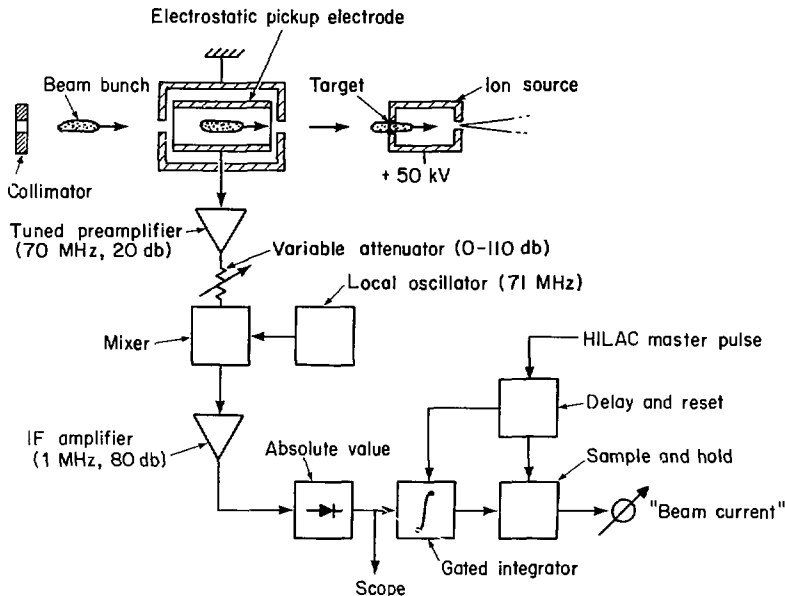 Electrostatic pickup electrode
Beam bunch
Target
Ion source
Collimator
+ 50 kV
Tuned preamplifier
(70 MHz, 20 db)
Variable attenuator (0-110 db)
Local oscillator (71 MHz)
Mixer
HILAC master pulse
Delay and reset
IF amplifier
(1 MHz, 80 db)
Absolute value
Sample and hold
"Beam current"
Gated integrator
Scope